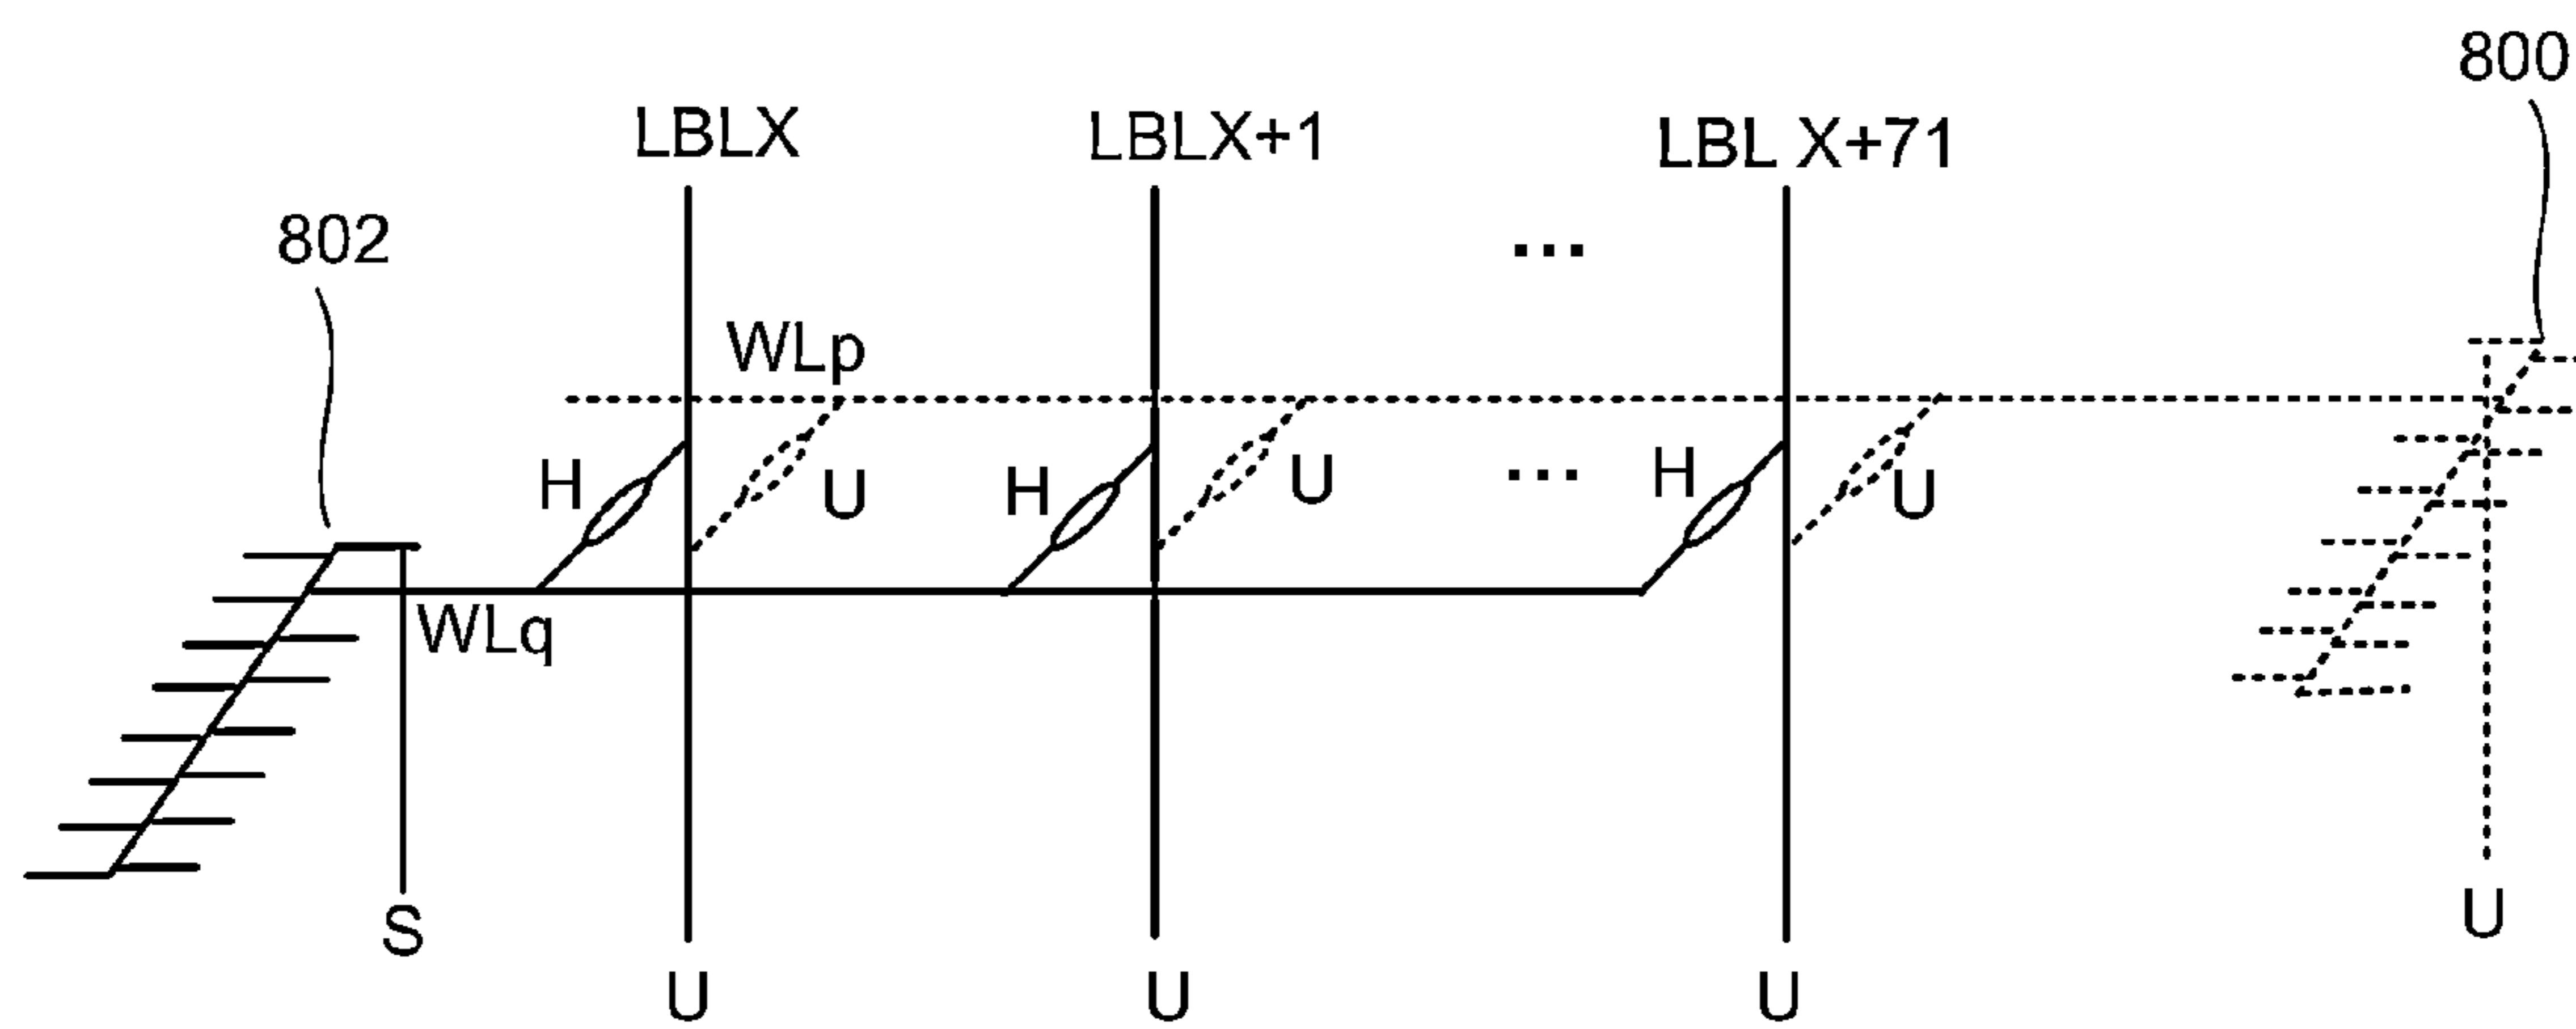 800
LBLX LBLX+1 LBL X+71
802
...
WLp
H U H U ... H U
WLq
S U
U U U